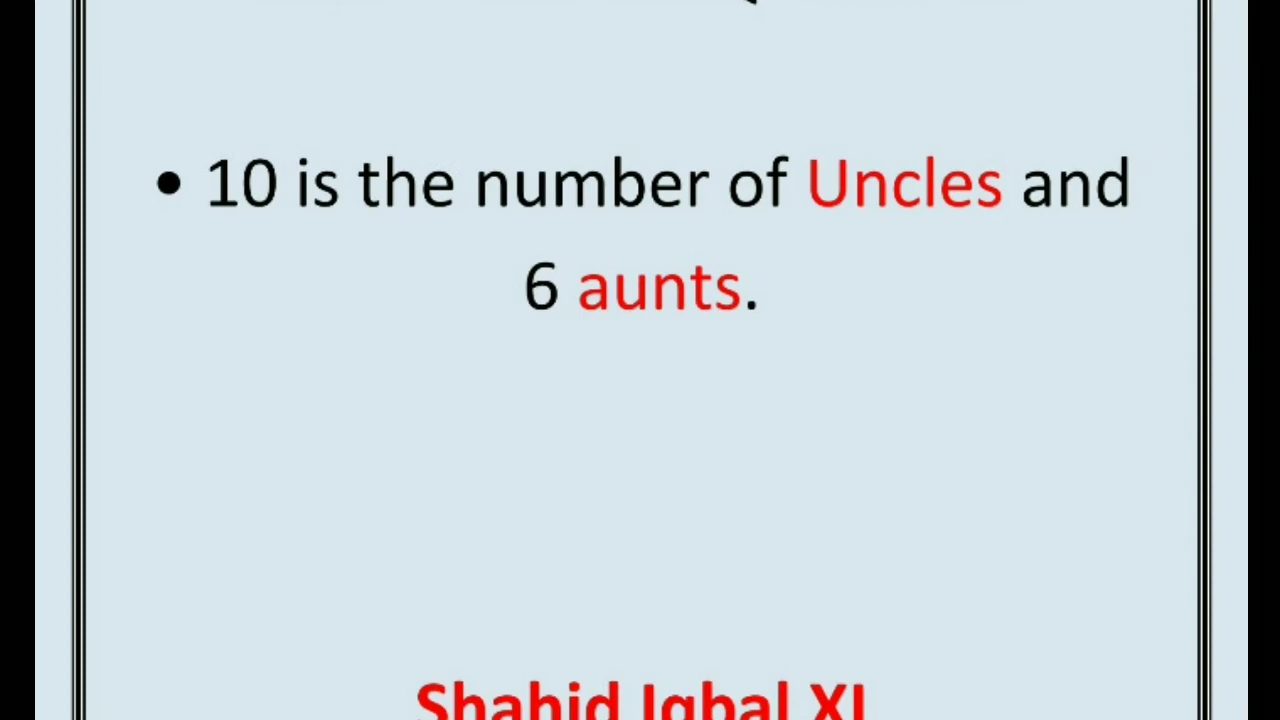 • 10 is the number of Uncles and
6 aunts.
Shahid Iqbal XI